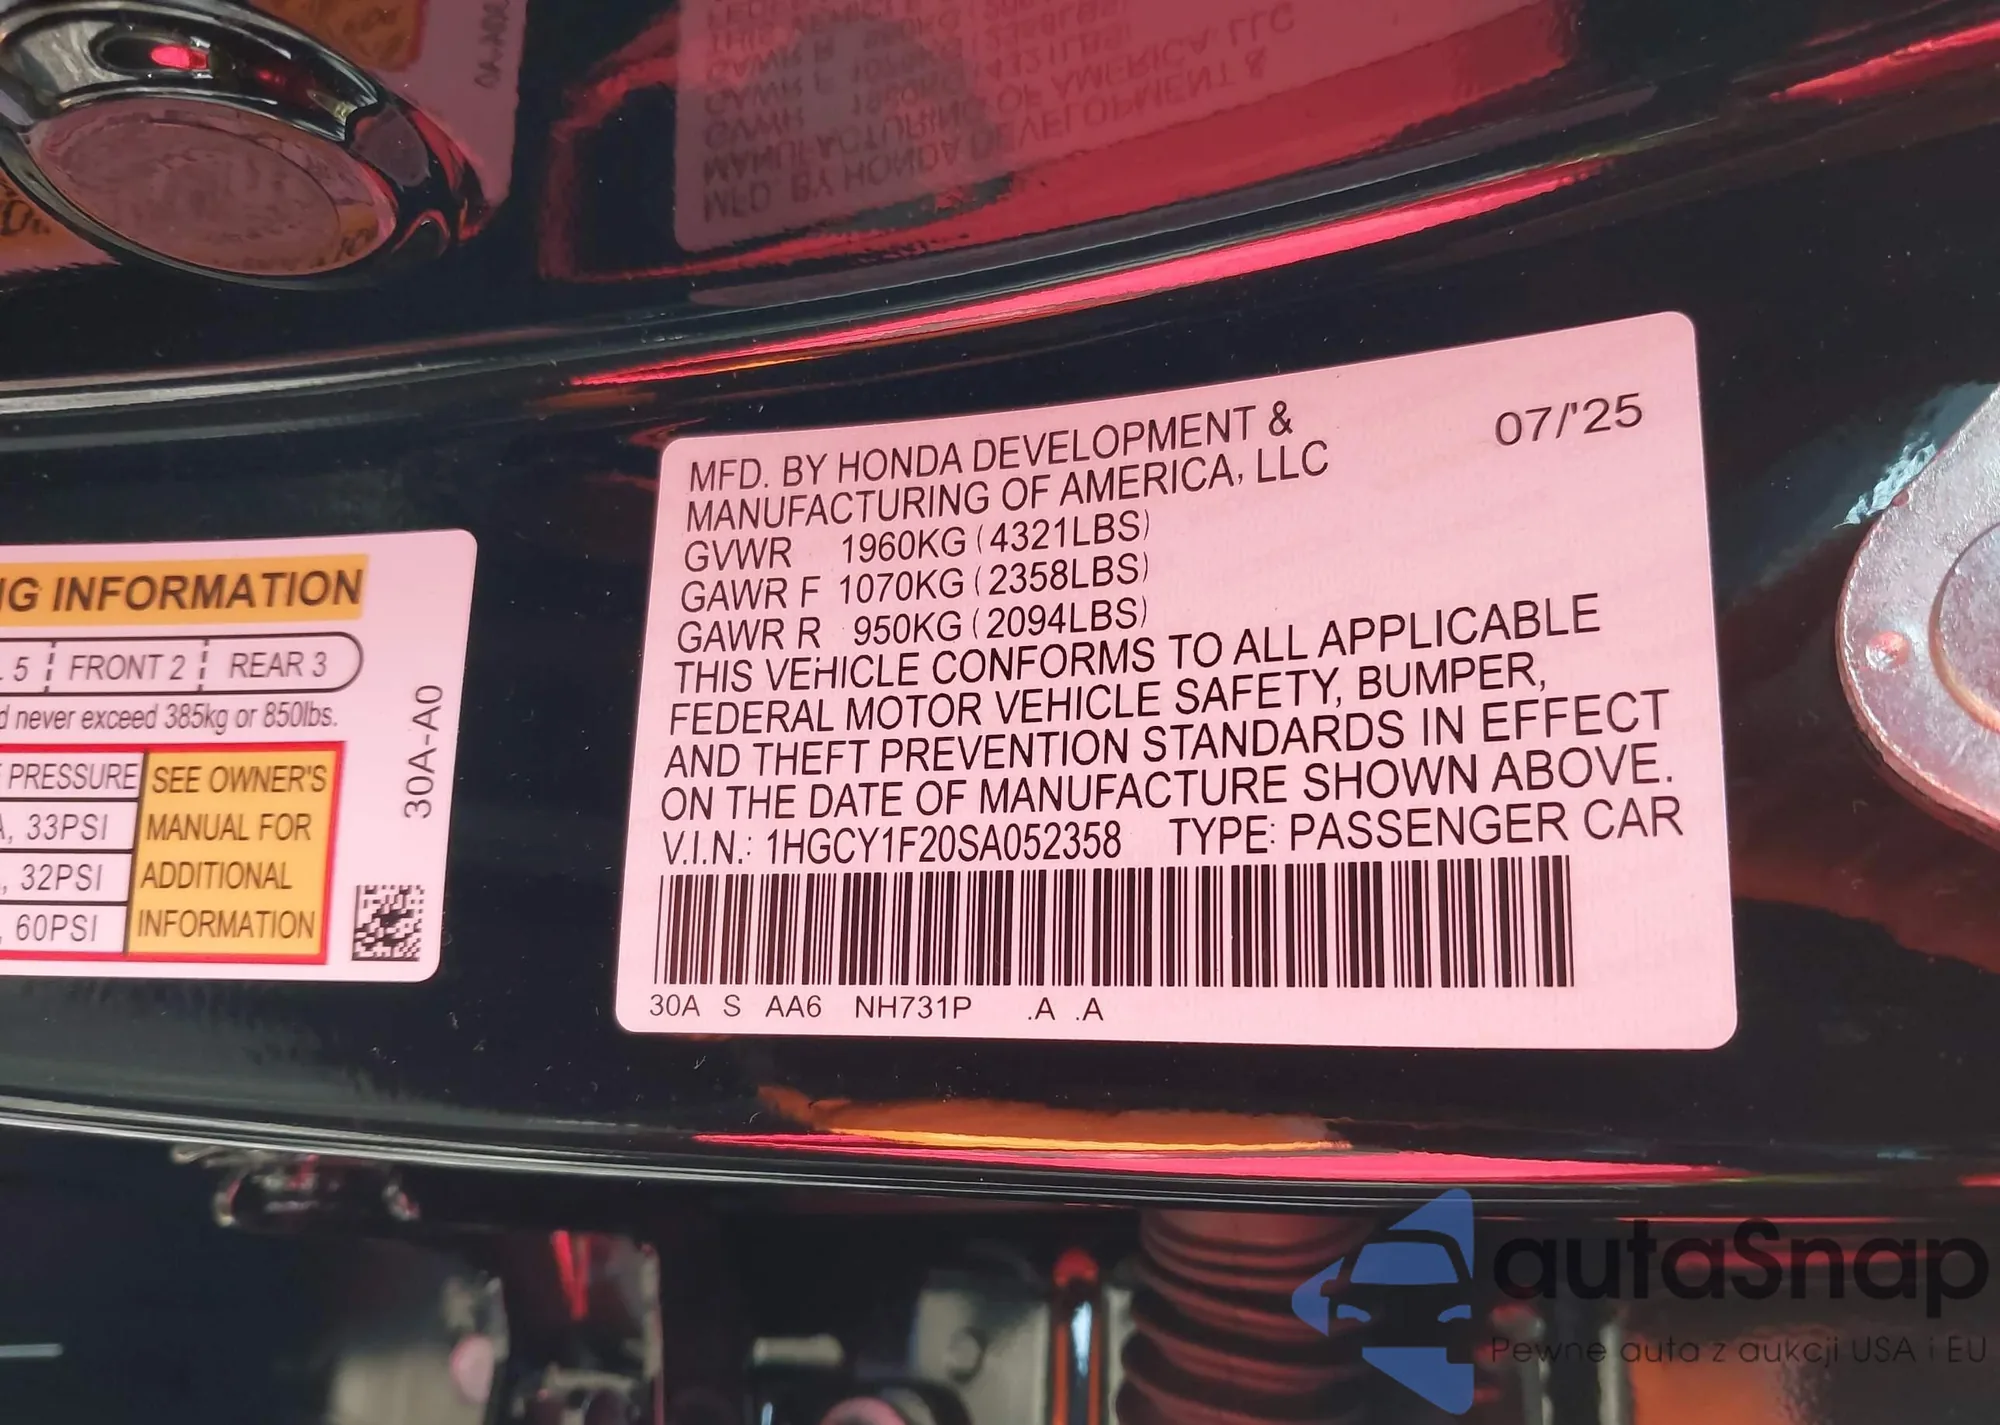 MFD. BY HONDA DEVELOPMENT &
MANUFACTURING OF AMERICA, LLC
07/'25
GVWR 1960KG (4321LBS)
GAWR F 1070KG (2358LBS)
GAWR R 950KG (2094LBS)
THIS VEHICLE CONFORMS TO ALL APPLICABLE
FEDERAL MOTOR VEHICLE SAFETY, BUMPER,
AND THEFT PREVENTION STANDARDS IN EFFECT
ON THE DATE OF MANUFACTURE SHOWN ABOVE.
V.I.N.: 1HGCY1F20SA052358 TYPE: PASSENGER CAR
30A S AA6 NH731P .A .A
INFORMATION
5 FRONT 2 REAR 3
never exceed 385kg or 850lbs.
PRESSURE
33PSI
32PSI
60PSI
SEE OWNER'S
MANUAL FOR
ADDITIONAL
INFORMATION
30A-A0
autaSnap
Pewne auta z aukcji USA i EU